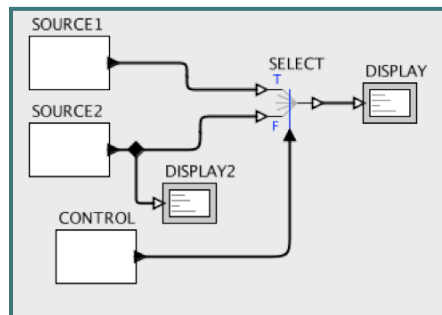 SOURCE1
SELECT
T
DISPLAY
SOURCE2
F
DISPLAY2
CONTROL